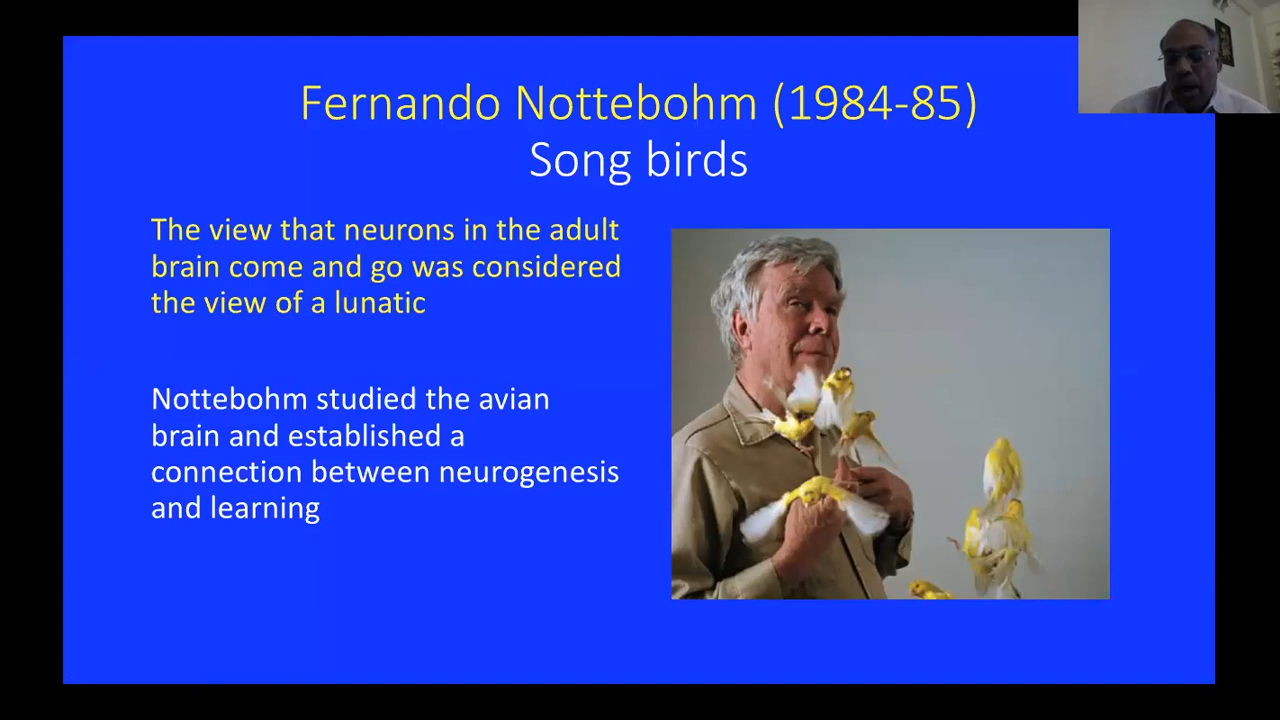 Fernando Nottebohm (1984-85)
Song birds
The view that neurons in the adult
brain come and go was considered
the view of a lunatic
Nottebohm studied the avian
brain and established a
connection between neurogenesis
and learning